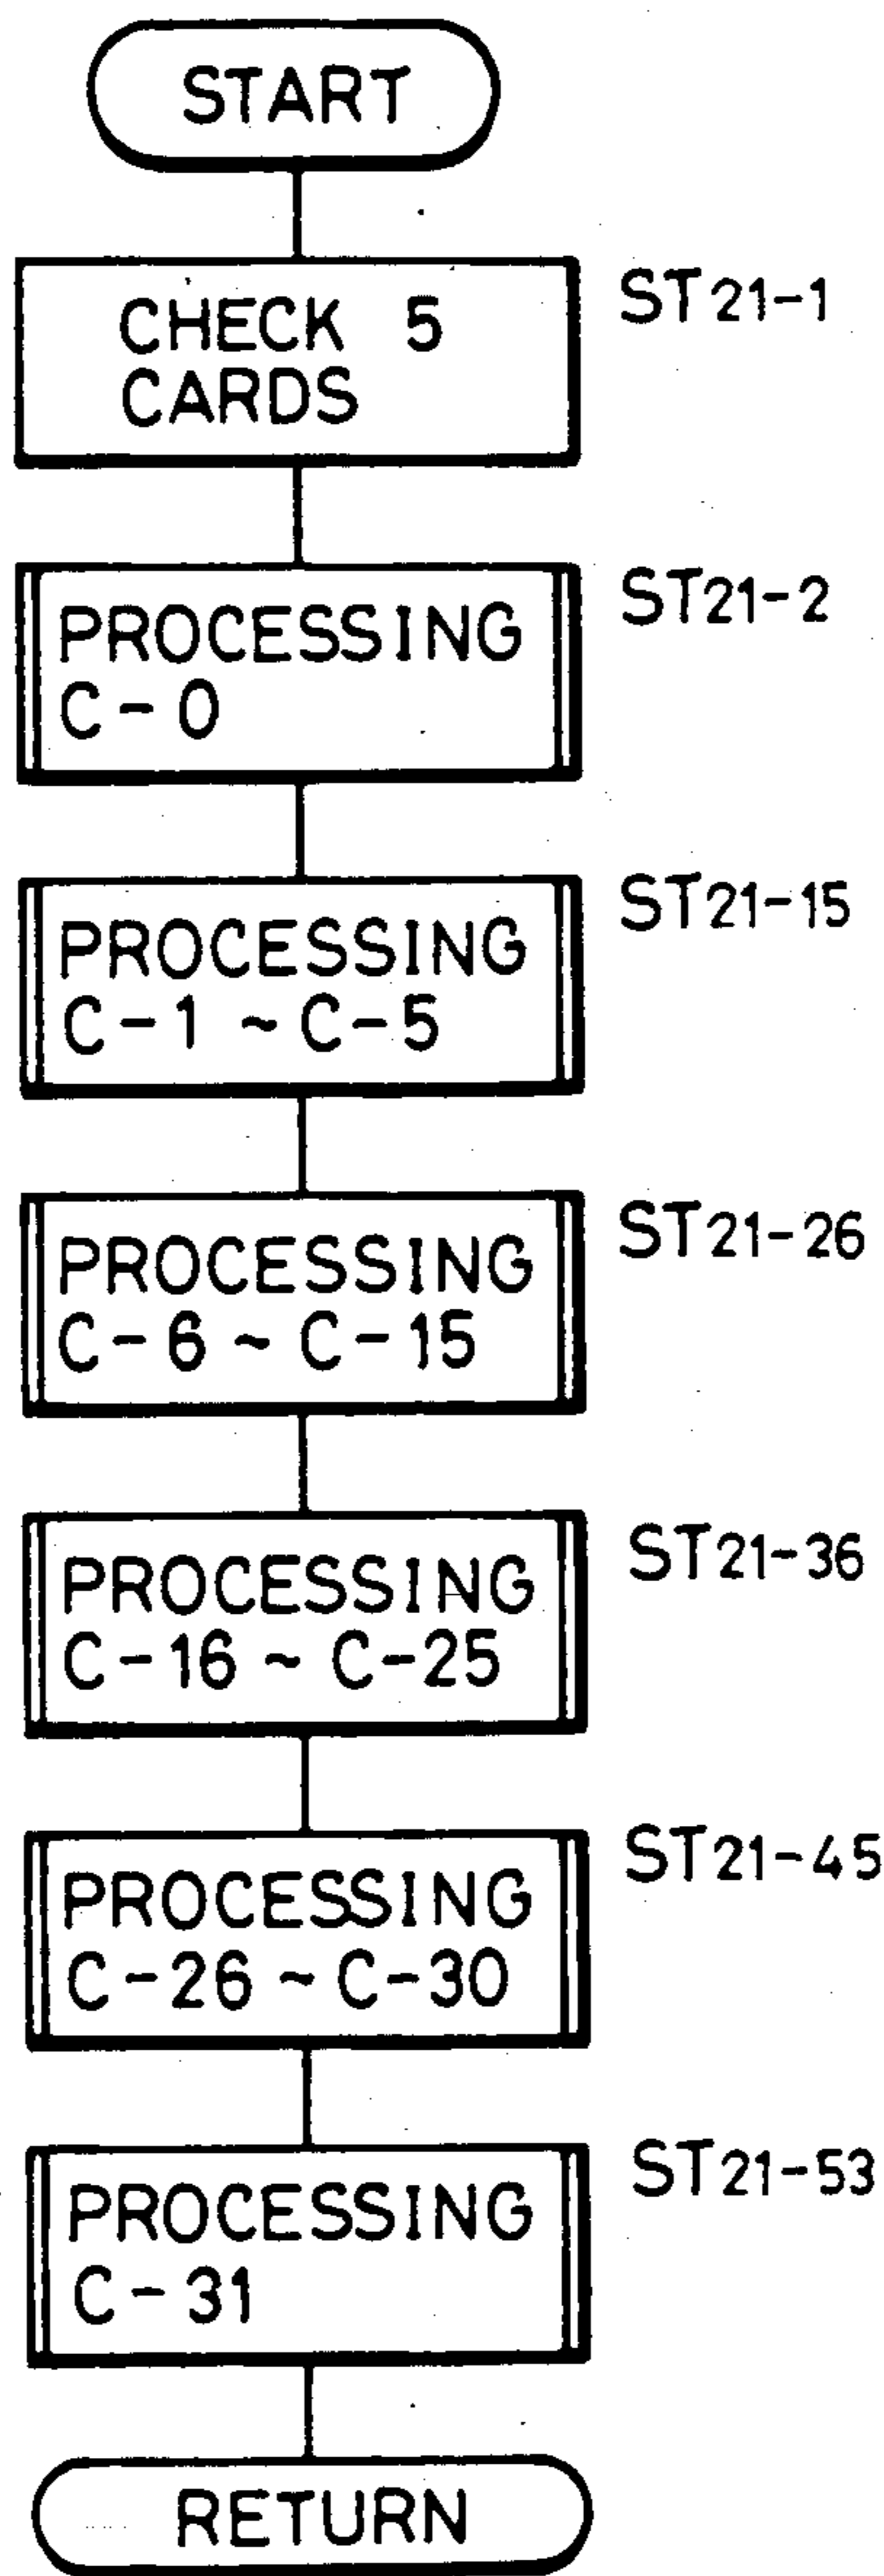 START
CHECK 5
CARDS
ST21-1
PROCESSING
C-0
ST21-2
PROCESSING
C-1 ~ C-5
ST21-15
PROCESSING
C-6 ~ C-15
ST21-26
PROCESSING
C-16 ~ C-25
ST21-36
PROCESSING
C-26 ~ C-30
ST21-45
PROCESSING
C-31
ST21-53
RETURN